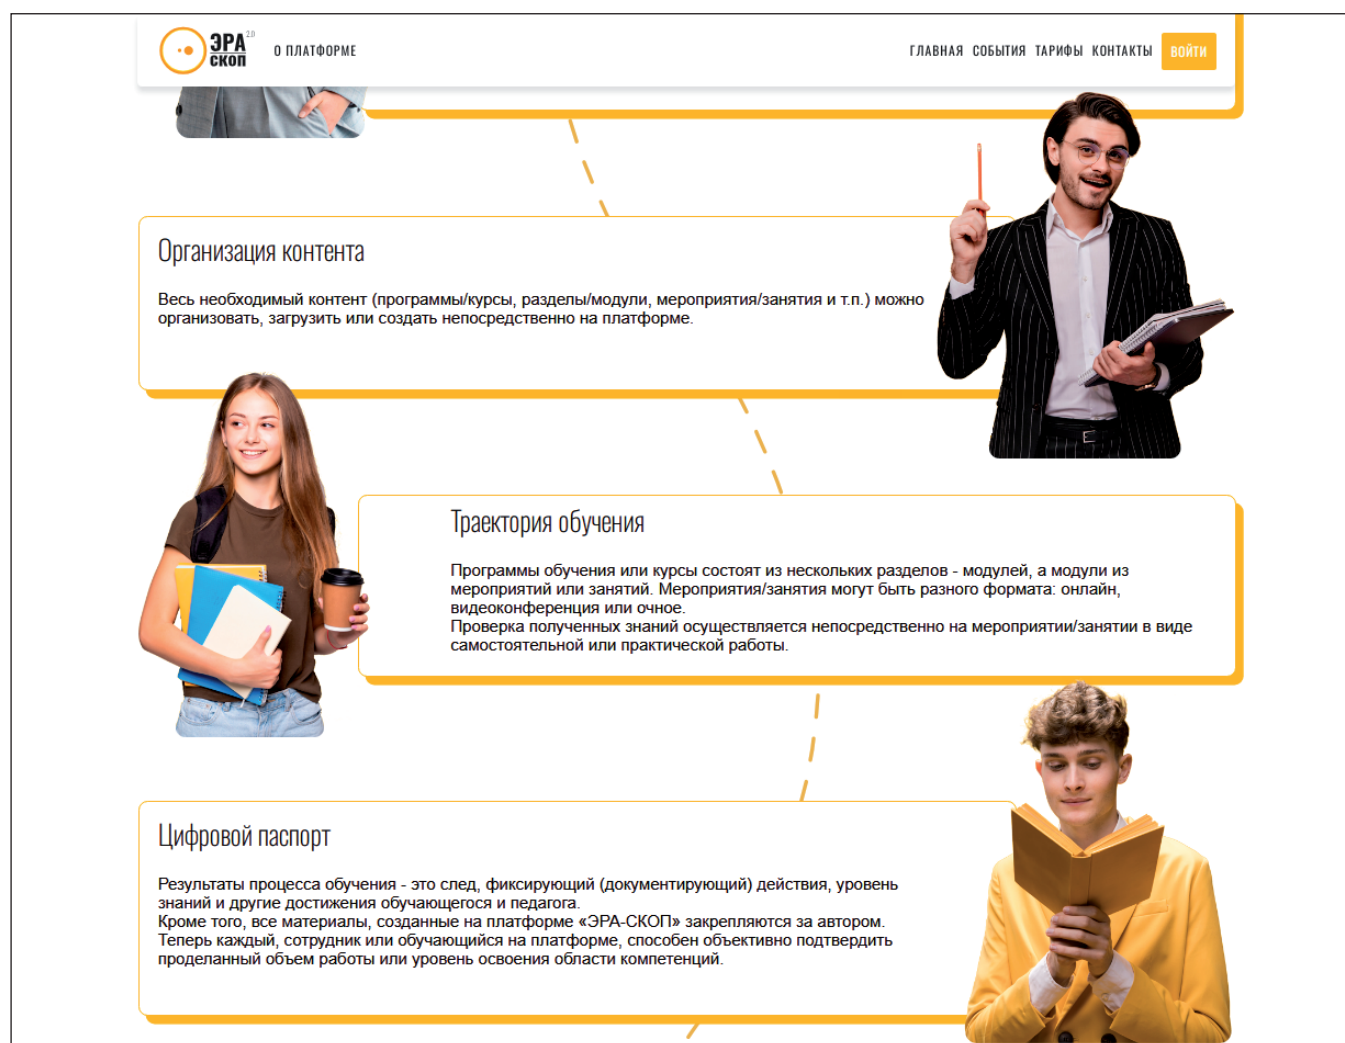 ЭРА 2.0
СКОП
О ПЛАТФОРМЕ
ГЛАВНАЯ СОБЫТИЯ ТАРИФЫ КОНТАКТЫ ВОЙТИ
Организация контента
Весь необходимый контент (программы/курсы, разделы/модули, мероприятия/занятия и т.п.) можно
организовать, загрузить или создать непосредственно на платформе.
Траектория обучения
Программы обучения или курсы состоят из нескольких разделов - модулей, а модули из
мероприятий или занятий. Мероприятия/занятия могут быть разного формата: онлайн,
видеоконференция или очное.
Проверка полученных знаний осуществляется непосредственно на мероприятии/занятии в виде
самостоятельной или практической работы.
Цифровой паспорт
Результаты процесса обучения - это след, фиксирующий (документирующий) действия, уровень
знаний и другие достижения обучающегося и педагога.
Кроме того, все материалы, созданные на платформе «ЭРА-СКОП» закрепляются за автором.
Теперь каждый, сотрудник или обучающийся на платформе, способен объективно подтвердить
проделанный объем работы или уровень освоения области компетенций.